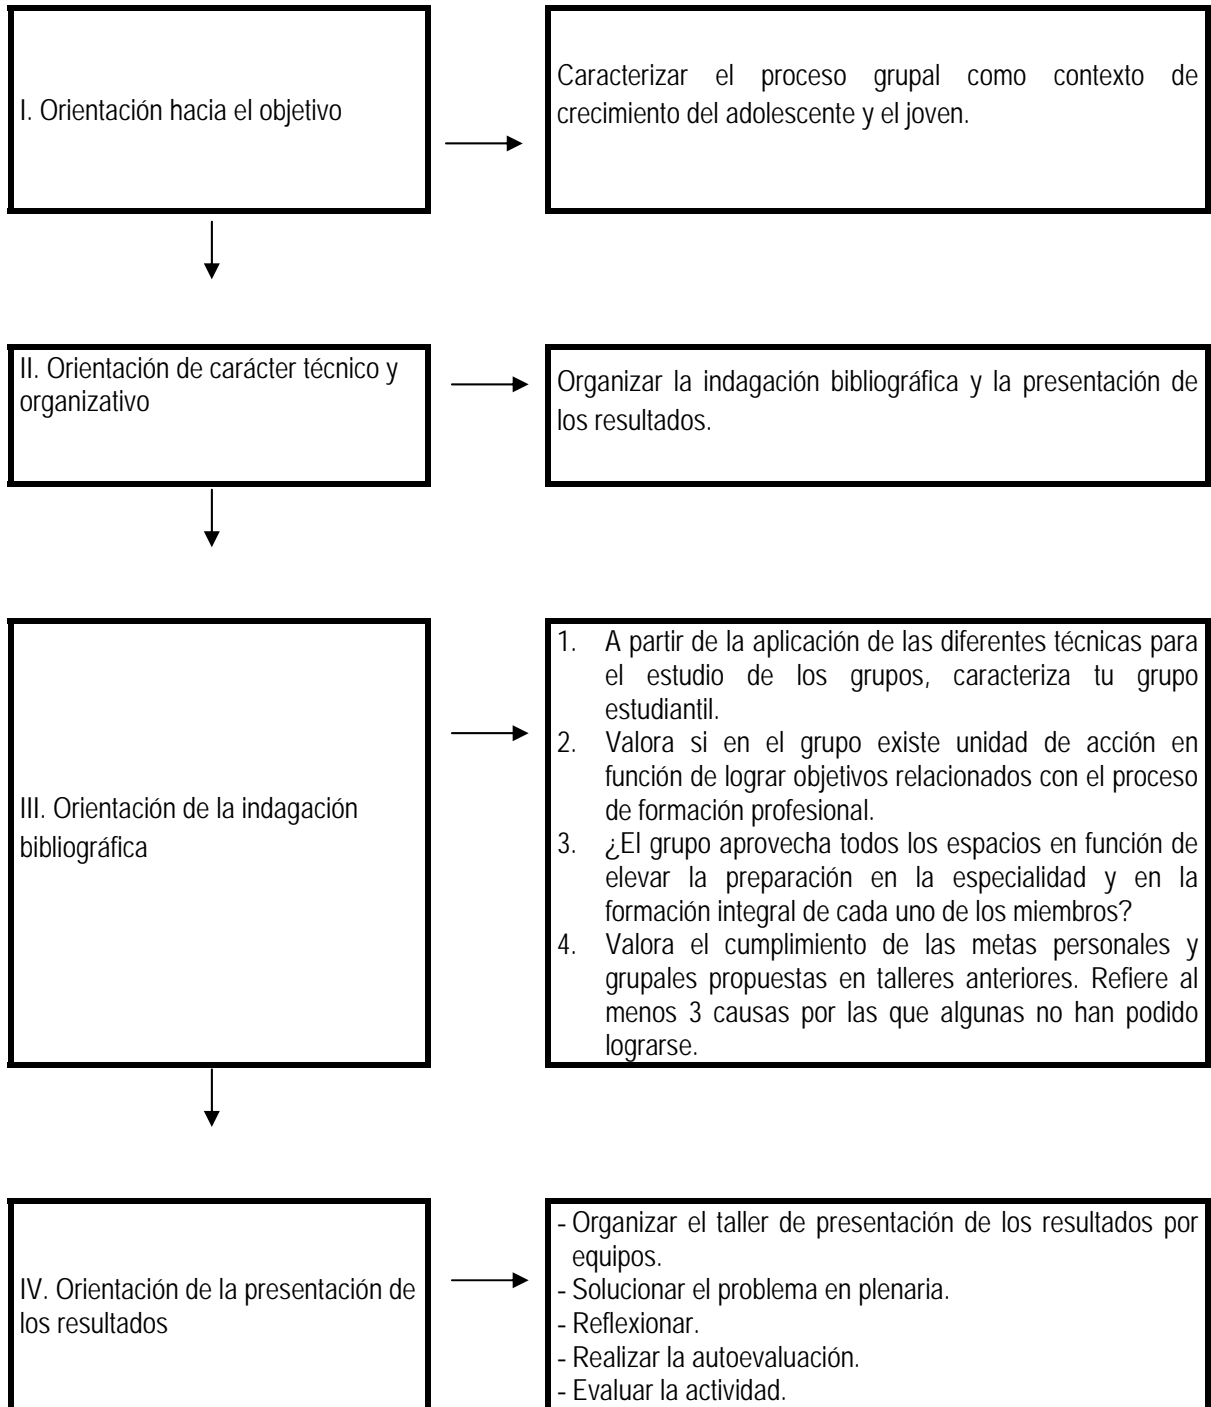 I. Orientación hacia el objetivo
Caracterizar el proceso grupal como contexto de
crecimiento del adolescente y el joven.
II. Orientación de carácter técnico y
organizativo
Organizar la indagación bibliográfica y la presentación de
los resultados.
III. Orientación de la indagación
bibliográfica
1. A partir de la aplicación de las diferentes técnicas para
el estudio de los grupos, caracteriza tu grupo
estudiantil.
2. Valora si en el grupo existe unidad de acción en
función de lograr objetivos relacionados con el proceso
de formación profesional.
3. ¿El grupo aprovecha todos los espacios en función de
elevar la preparación en la especialidad y en la
formación integral de cada uno de los miembros?
4. Valora el cumplimiento de las metas personales y
grupales propuestas en talleres anteriores. Refiere al
menos 3 causas por las que algunas no han podido
lograrse.
IV. Orientación de la presentación de
los resultados
- Organizar el taller de presentación de los resultados por
equipos.
- Solucionar el problema en plenaria.
- Reflexionar.
- Realizar la autoevaluación.
- Evaluar la actividad.